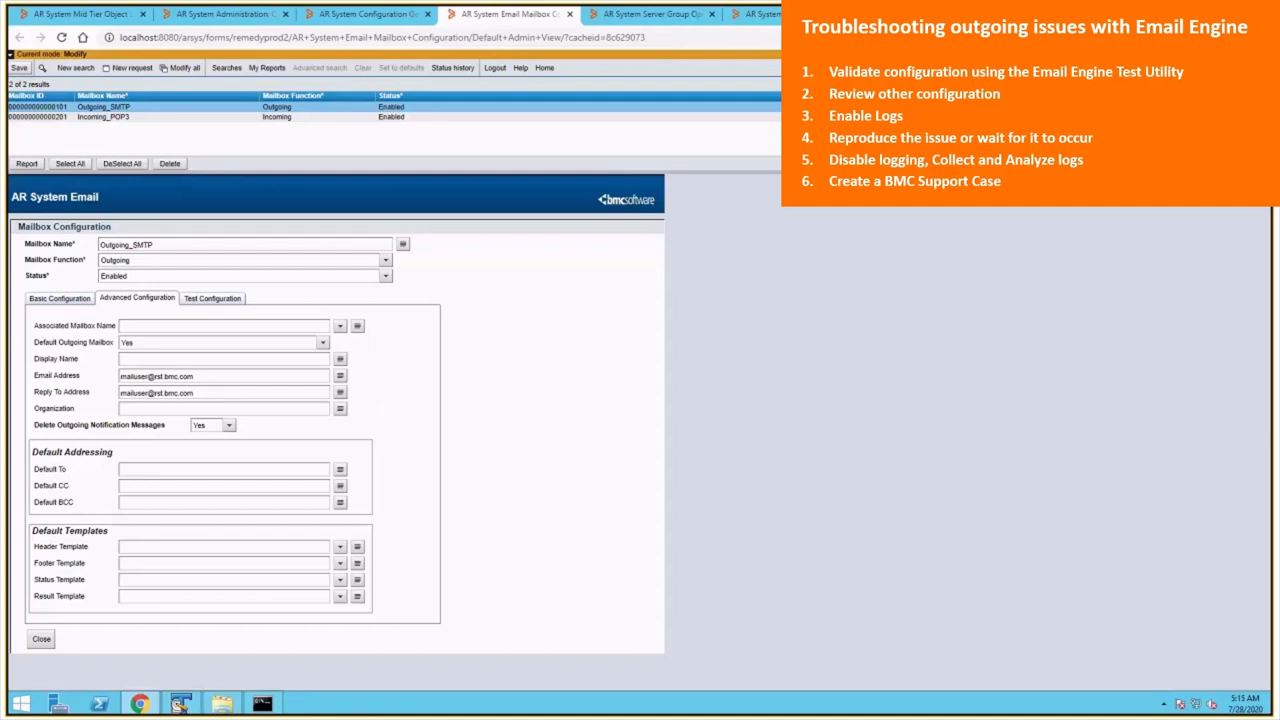 AR System Mid Tier Object
AR System Administration: C
AR System Configuration Ge
AR System Email Mailbox C
AR System Server Group Op
AR Syste
localhost:8080/arsys/forms/remedyprod2/AR+System+Email+Mailbox+Configuration/Default+Admin+View/?cacheid=8c629073
Current mode: Modify
Save New search New request Modify all Searches My Reports Advanced search Clear Set to defaults Status history Logout Help Home
2 of 2 results
Mailbox ID Mailbox Name* Mailbox Function* Status*
000000000000101 Outgoing_SMTP Outgoing Enabled
000000000000201 Incoming_POP3 Incoming Enabled
Report Select All DeSelect All Delete
AR System Email
bmcsoftware
Mailbox Configuration
Mailbox Name* Outgoing_SMTP
Mailbox Function* Outgoing
Status* Enabled
Basic Configuration Advanced Configuration Test Configuration
Associated Mailbox Name
Default Outgoing Mailbox Yes
Display Name
Email Address mailuser@rst.bmc.com
Reply To Address mailuser@rst.bmc.com
Organization
Delete Outgoing Notification Messages Yes
Default Addressing
Default To
Default CC
Default BCC
Default Templates
Header Template
Footer Template
Status Template
Result Template
Close
Troubleshooting outgoing issues with Email Engine
1. Validate configuration using the Email Engine Test Utility
2. Review other configuration
3. Enable Logs
4. Reproduce the issue or wait for it to occur
5. Disable logging, Collect and Analyze logs
6. Create a BMC Support Case
5:15 AM
7/28/2020